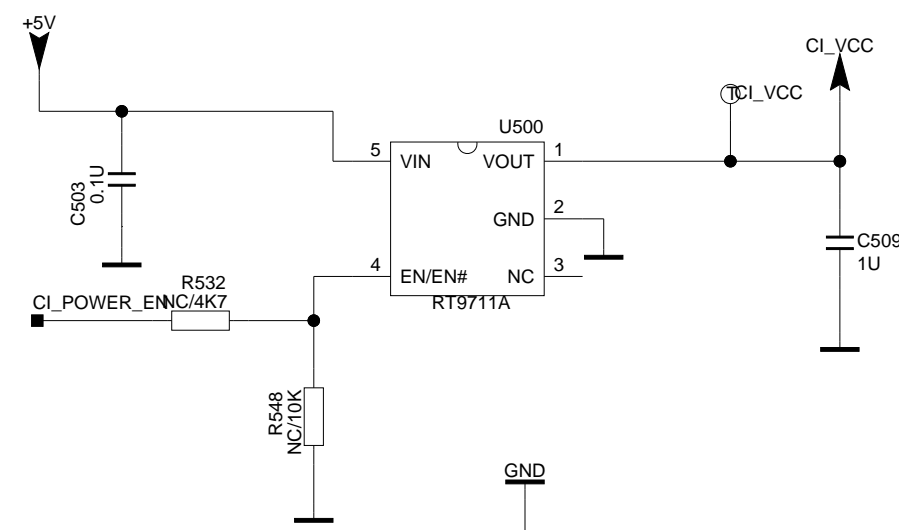 +5V
CI_VCC
TCI_VCC
U500
5
VIN
VOUT
1
C503
0.1U
GND
2
C509
1U
4
EN/EN#
NC
3
R532
NC/4K7
CI_POWER_EN
RT9711A
R548
NC/10K
GND